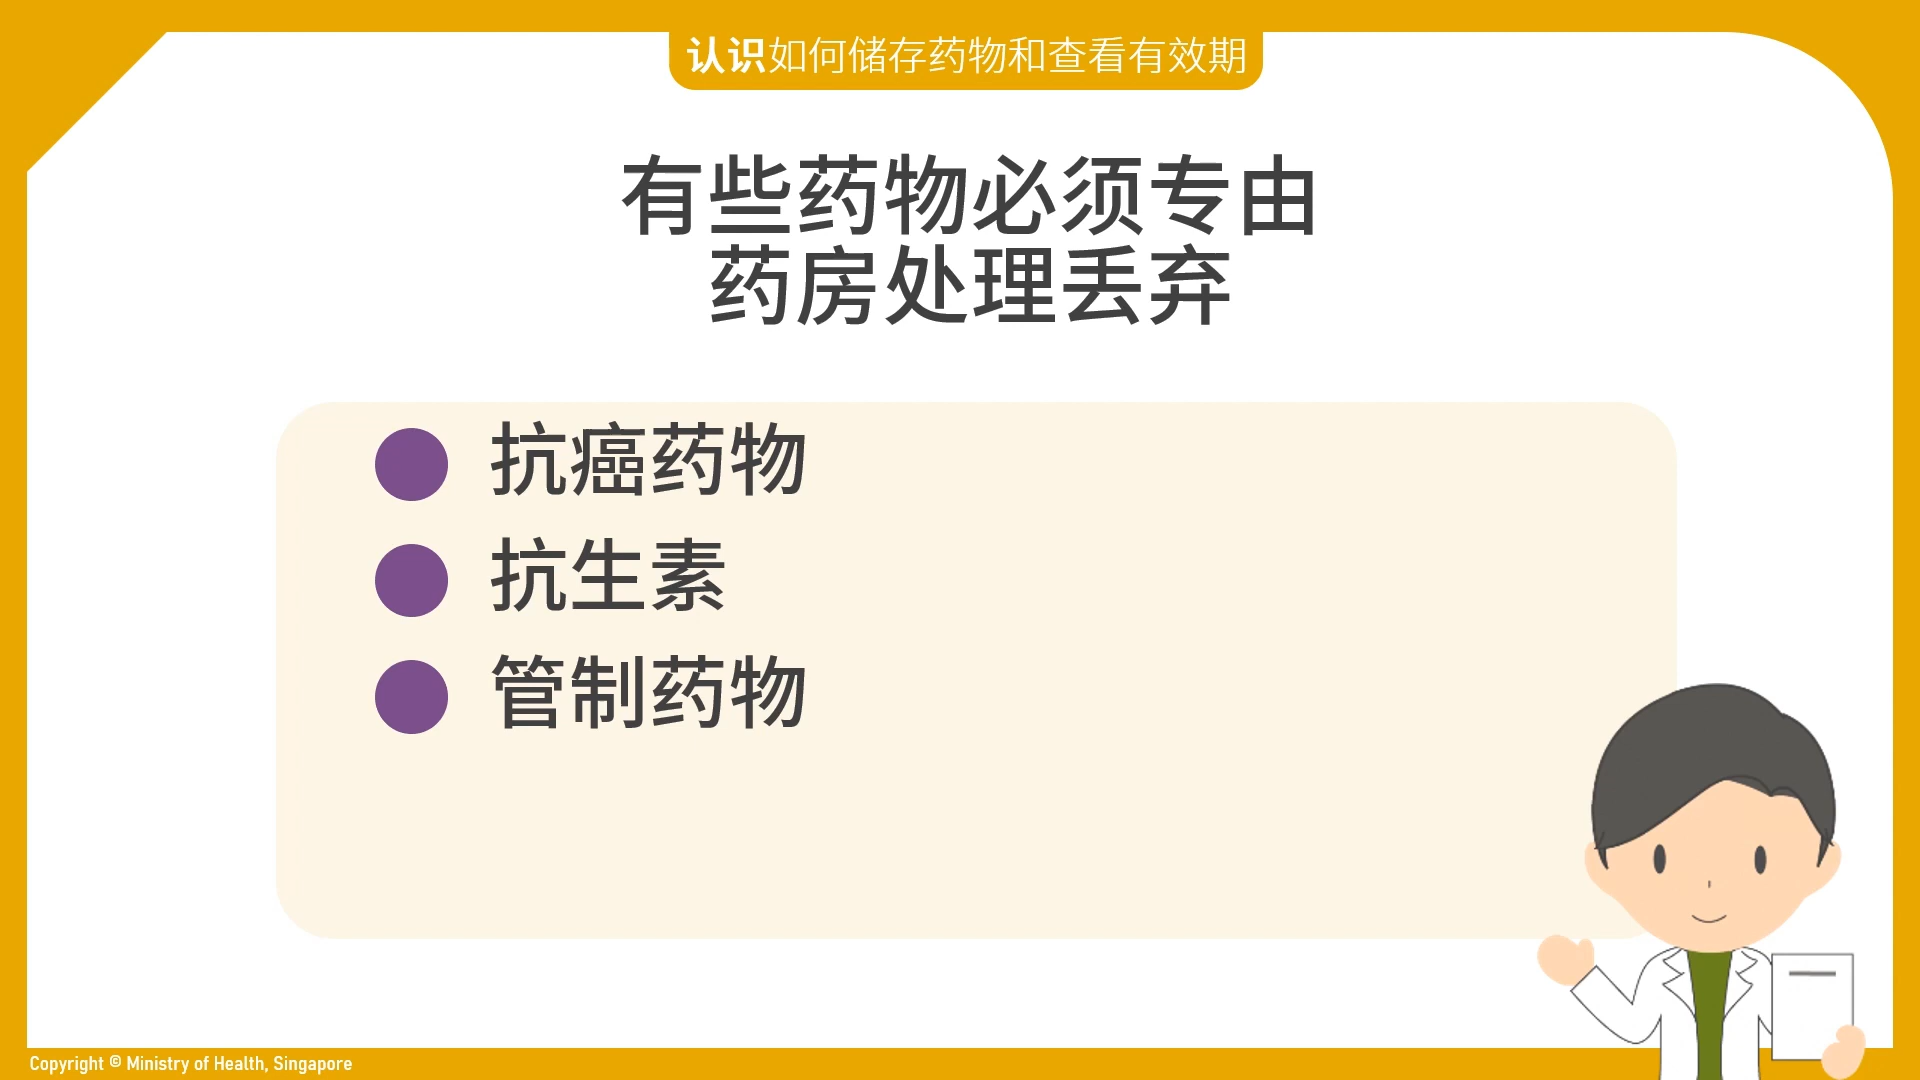 认识如何储存药物和查看有效期
有些药物必须专由
药房处理丢弃
抗癌药物
抗生素
管制药物
Copyright © Ministry of Health, Singapore